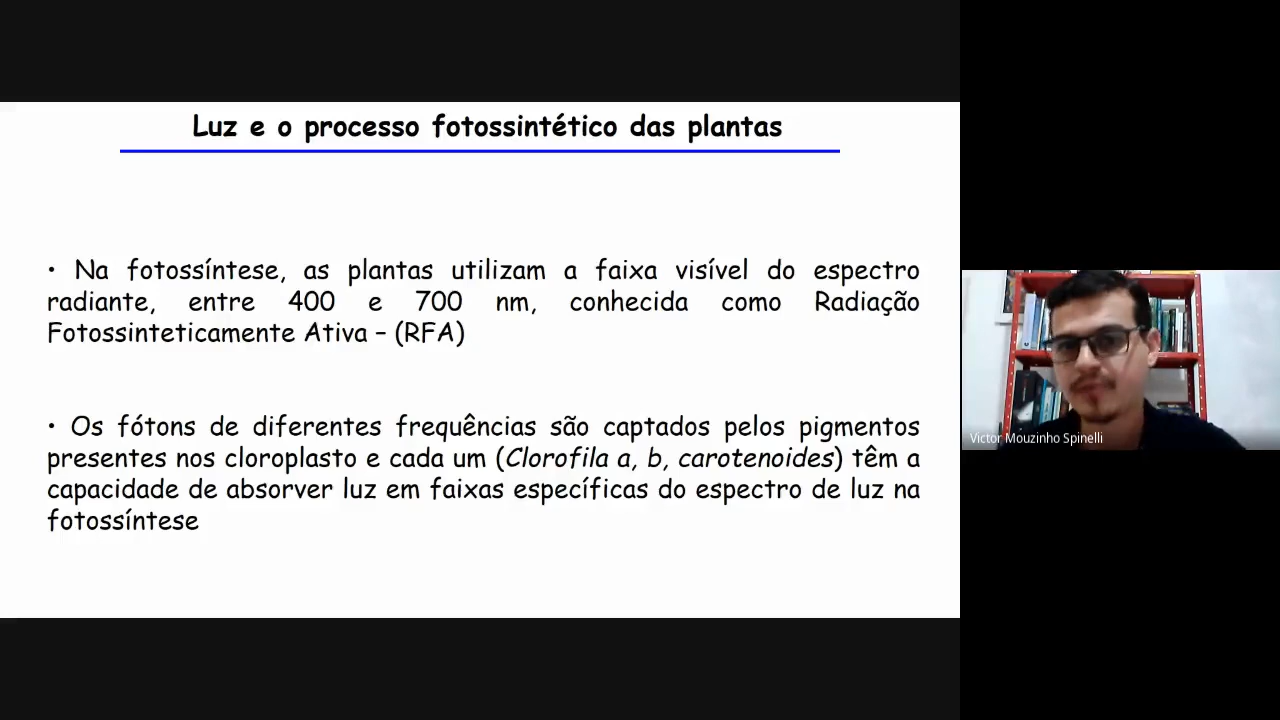 Luz e o processo fotossintético das plantas
• Na fotossíntese, as plantas utilizam a faixa visível do espectro
radiante, entre 400 e 700 nm, conhecida como Radiação
Fotossinteticamente Ativa – (RFA)
• Os fótons de diferentes frequências são captados pelos pigmentos
presentes nos cloroplasto e cada um (Clorofila a, b, carotenoides) têm a
capacidade de absorver luz em faixas específicas do espectro de luz na
fotossíntese
Victor Mouzinho Spinelli